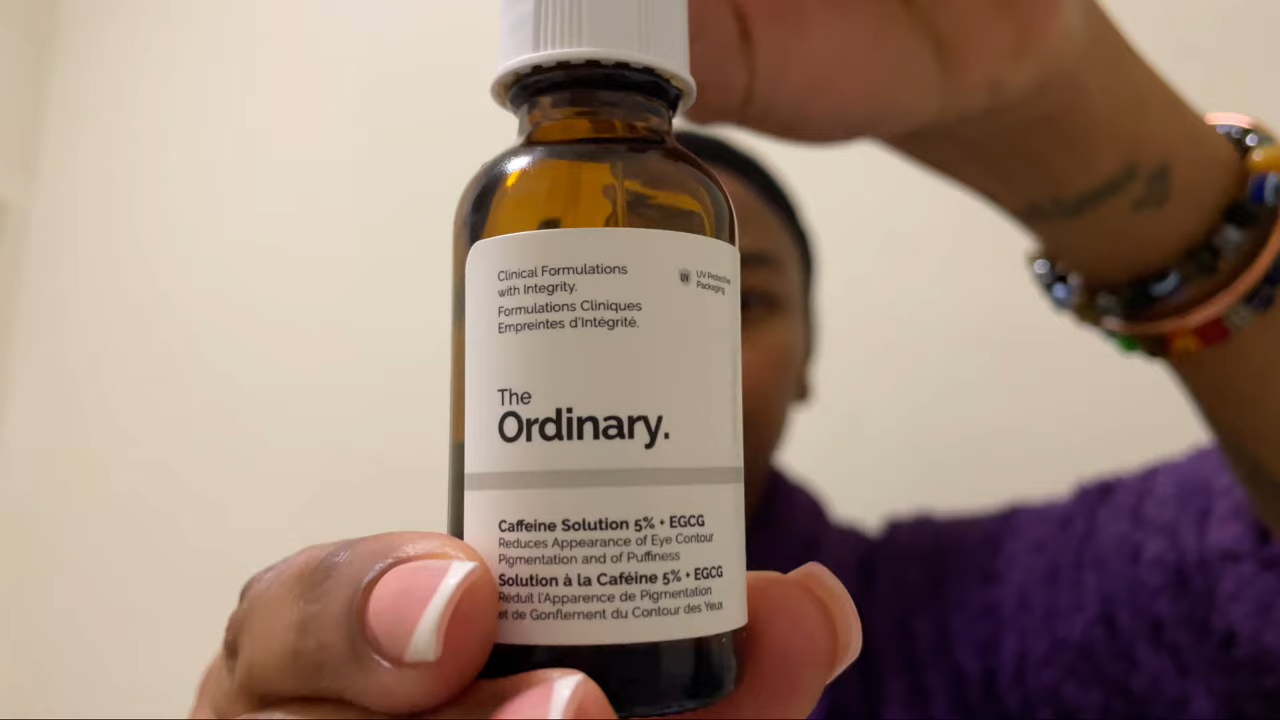 Clinical Formulations
with Integrity.
Formulations Cliniques
Empreintes d'Intégrité.
UV
UV Protective
Packaging
The
Ordinary.
Caffeine Solution 5% + EGCG
Reduces Appearance of Eye Contour
Pigmentation and of Puffiness
Solution à la Caféine 5% + EGCG
Réduit l'Apparence de Pigmentation
et de Gonflement du Contour des Yeux